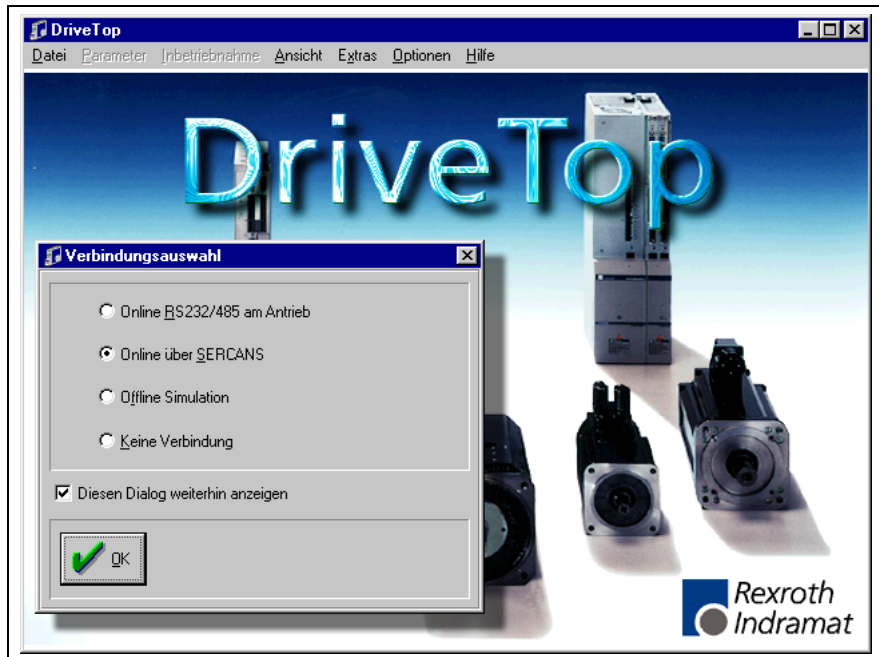 DriveTop
Datei Parameter Inbetriebnahme Ansicht Extras Optionen Hilfe
DriveTop
Verbindungsauswahl
Online RS232/485 am Antrieb
Online über SERCANS
Offline Simulation
Keine Verbindung
Diesen Dialog weiterhin anzeigen
OK
Rexroth
Indramat